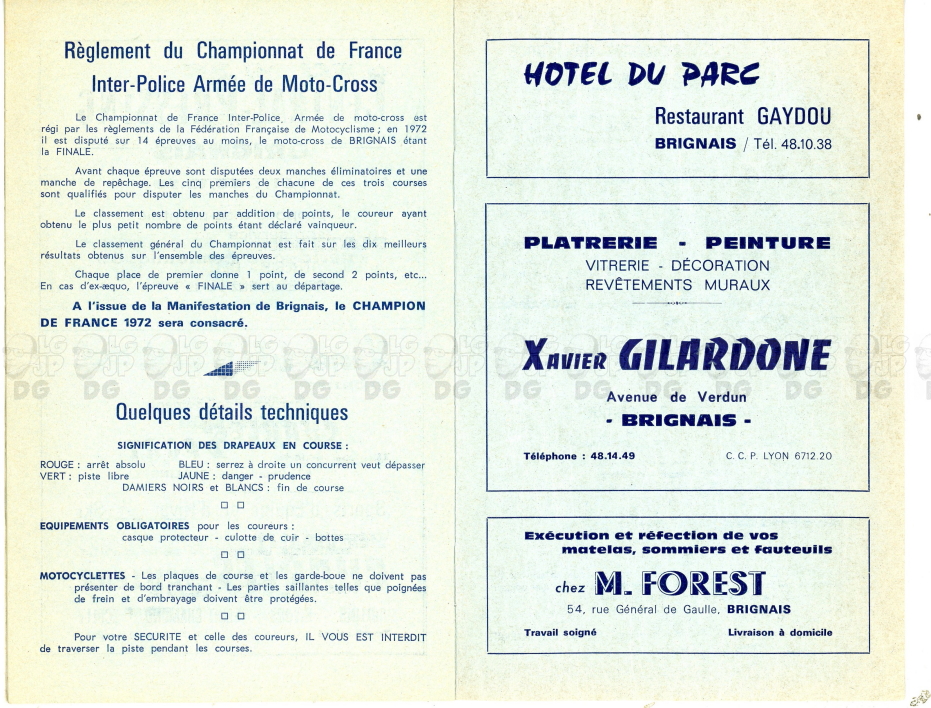 Règlement du Championnat de France
Inter-Police Armée de Moto-Cross
Le Championnat de France Inter-Police Armée de moto-cross est
régi par les règlements de la Fédération Française de Motocyclisme ; en 1972
il est disputé sur 14 épreuves au moins, le moto-cross de BRIGNAIS étant
la FINALE.
Avant chaque épreuve sont disputées deux manches éliminatoires et une
manche de repêchage. Les cinq premiers de chacune de ces trois courses
sont qualifiés pour disputer les manches du Championnat.
Le classement est obtenu par addition de points, le coureur ayant
obtenu le plus petit nombre de points étant déclaré vainqueur.
Le classement général du Championnat est fait sur les dix meilleurs
résultats obtenus sur l'ensemble des épreuves.
Chaque place de premier donne 1 point, de second 2 points, etc...
En cas d'ex-æquo, l'épreuve « FINALE » sert au départage.
A l'issue de la Manifestation de Brignais, le CHAMPION
DE FRANCE 1972 sera consacré.
Quelques détails techniques
SIGNIFICATION DES DRAPEAUX EN COURSE :
ROUGE : arrêt absolu BLEU : serrez à droite un concurrent veut dépasser
VERT : piste libre JAUNE : danger - prudence
DAMIERS NOIRS et BLANCS : fin de course
EQUIPEMENTS OBLIGATOIRES pour les coureurs :
casque protecteur - culotte de cuir - bottes
MOTOCYCLETTES - Les plaques de course et les garde-boue ne doivent pas
présenter de bord tranchant - Les parties saillantes telles que poignées
de frein et d'embrayage doivent être protégées.
Pour votre SECURITE et celle des coureurs, IL VOUS EST INTERDIT
de traverser la piste pendant les courses.
HOTEL DU PARC
Restaurant GAYDOU
BRIGNAIS / Tél. 48.10.38
PLATRERIE - PEINTURE
VITRERIE - DÉCORATION
REVÊTEMENTS MURAUX
XAVIER GILARDONE
Avenue de Verdun
- BRIGNAIS -
Téléphone : 48.14.49 C. C. P. LYON 6712.20
Exécution et réfection de vos
matelas, sommiers et fauteuils
chez M. FOREST
54, rue Général de Gaulle, BRIGNAIS
Travail soigné Livraison à domicile